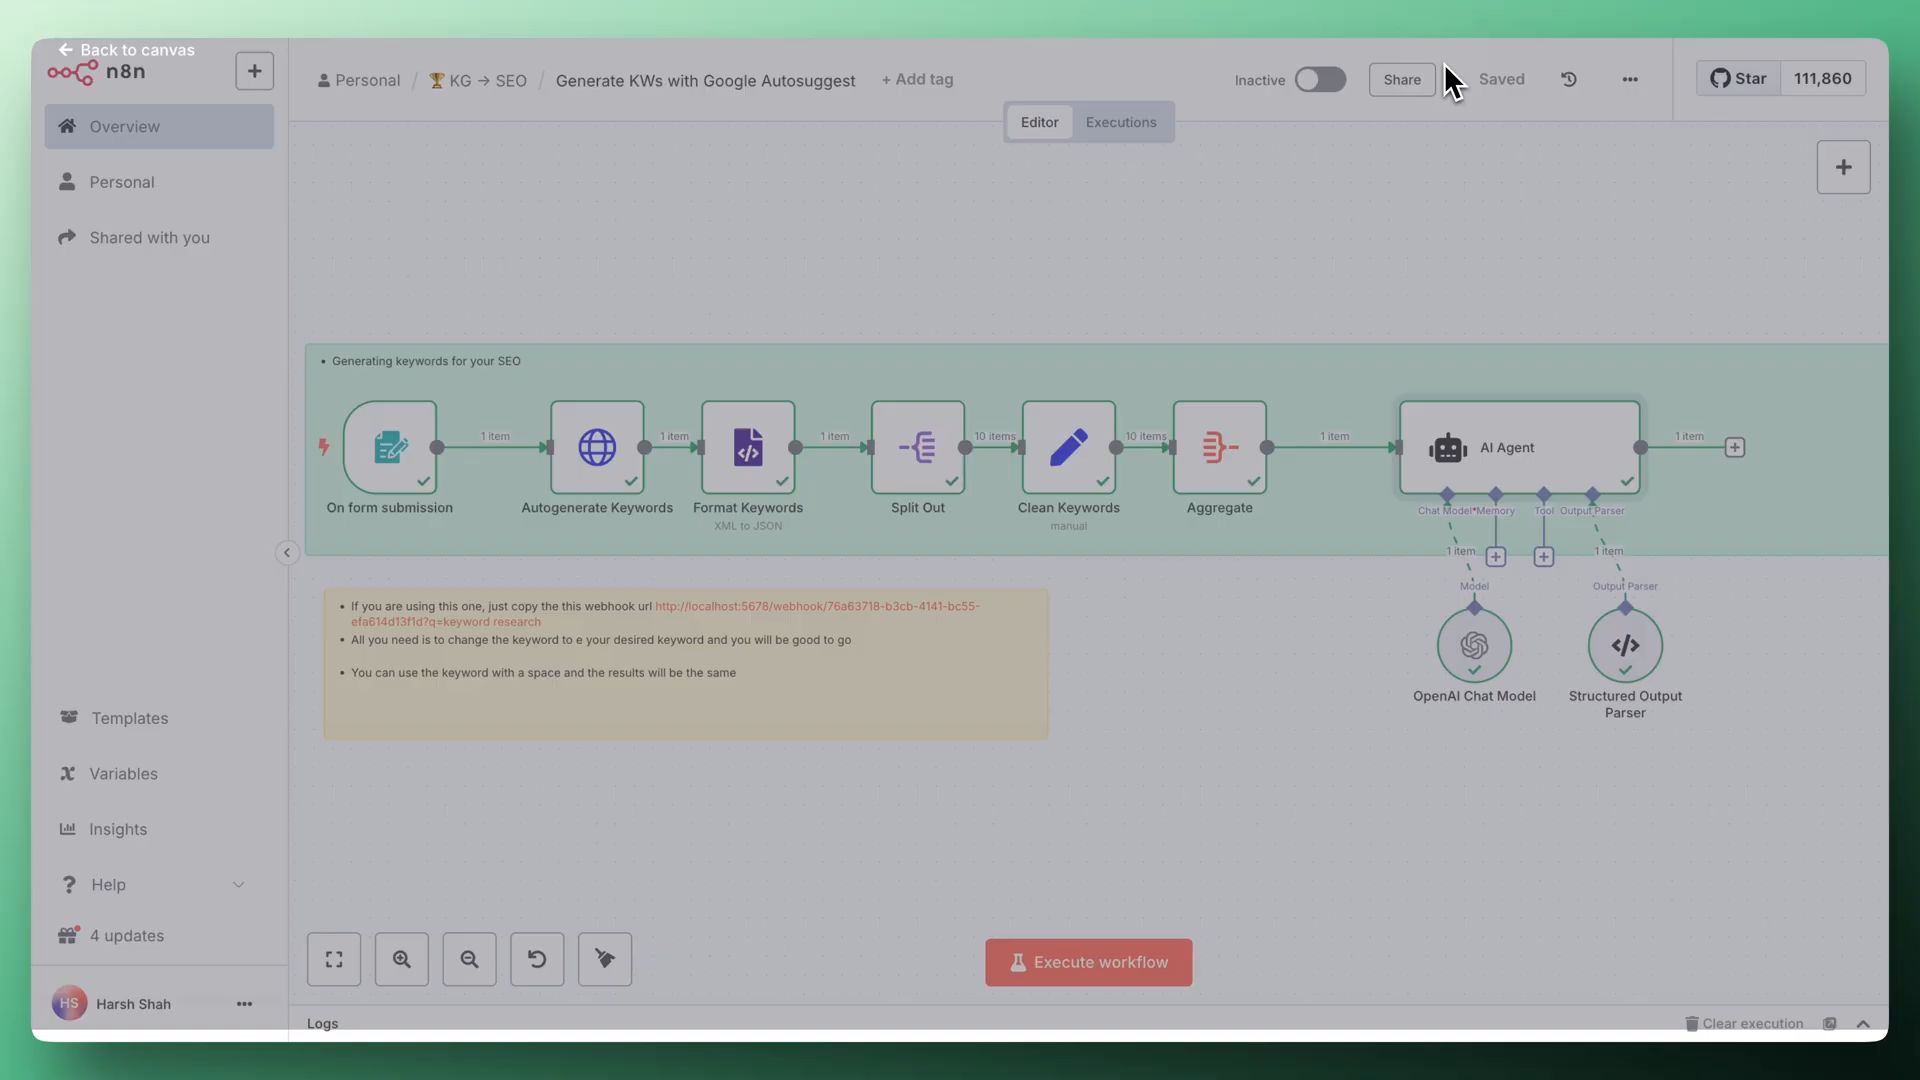 Back to canvas
n8n
Personal / 🏆 KG → SEO / Generate KWs with Google Autosuggest + Add tag
Inactive
Share
Saved
Star 111,860
Editor Executions
Overview
Personal
Shared with you
• Generating keywords for your SEO
1 item
1 item
1 item
10 items
10 items
1 item
AI Agent
1 item
On form submission
Autogenerate Keywords
Format Keywords
XML to JSON
Split Out
Clean Keywords
manual
Aggregate
Chat Model* Memory Tool Output Parser
1 item
1 item
Model
Output Parser
OpenAI Chat Model
Structured Output
Parser
• If you are using this one, just copy the this webhook url http://localhost:5678/webhook/76a63718-b3cb-4141-bc55-
efa614d13f1d?q=keyword research
• All you need is to change the keyword to e your desired keyword and you will be good to go
• You can use the keyword with a space and the results will be the same
Templates
Variables
Insights
Help
4 updates
HS Harsh Shah
Execute workflow
Logs
Clear execution